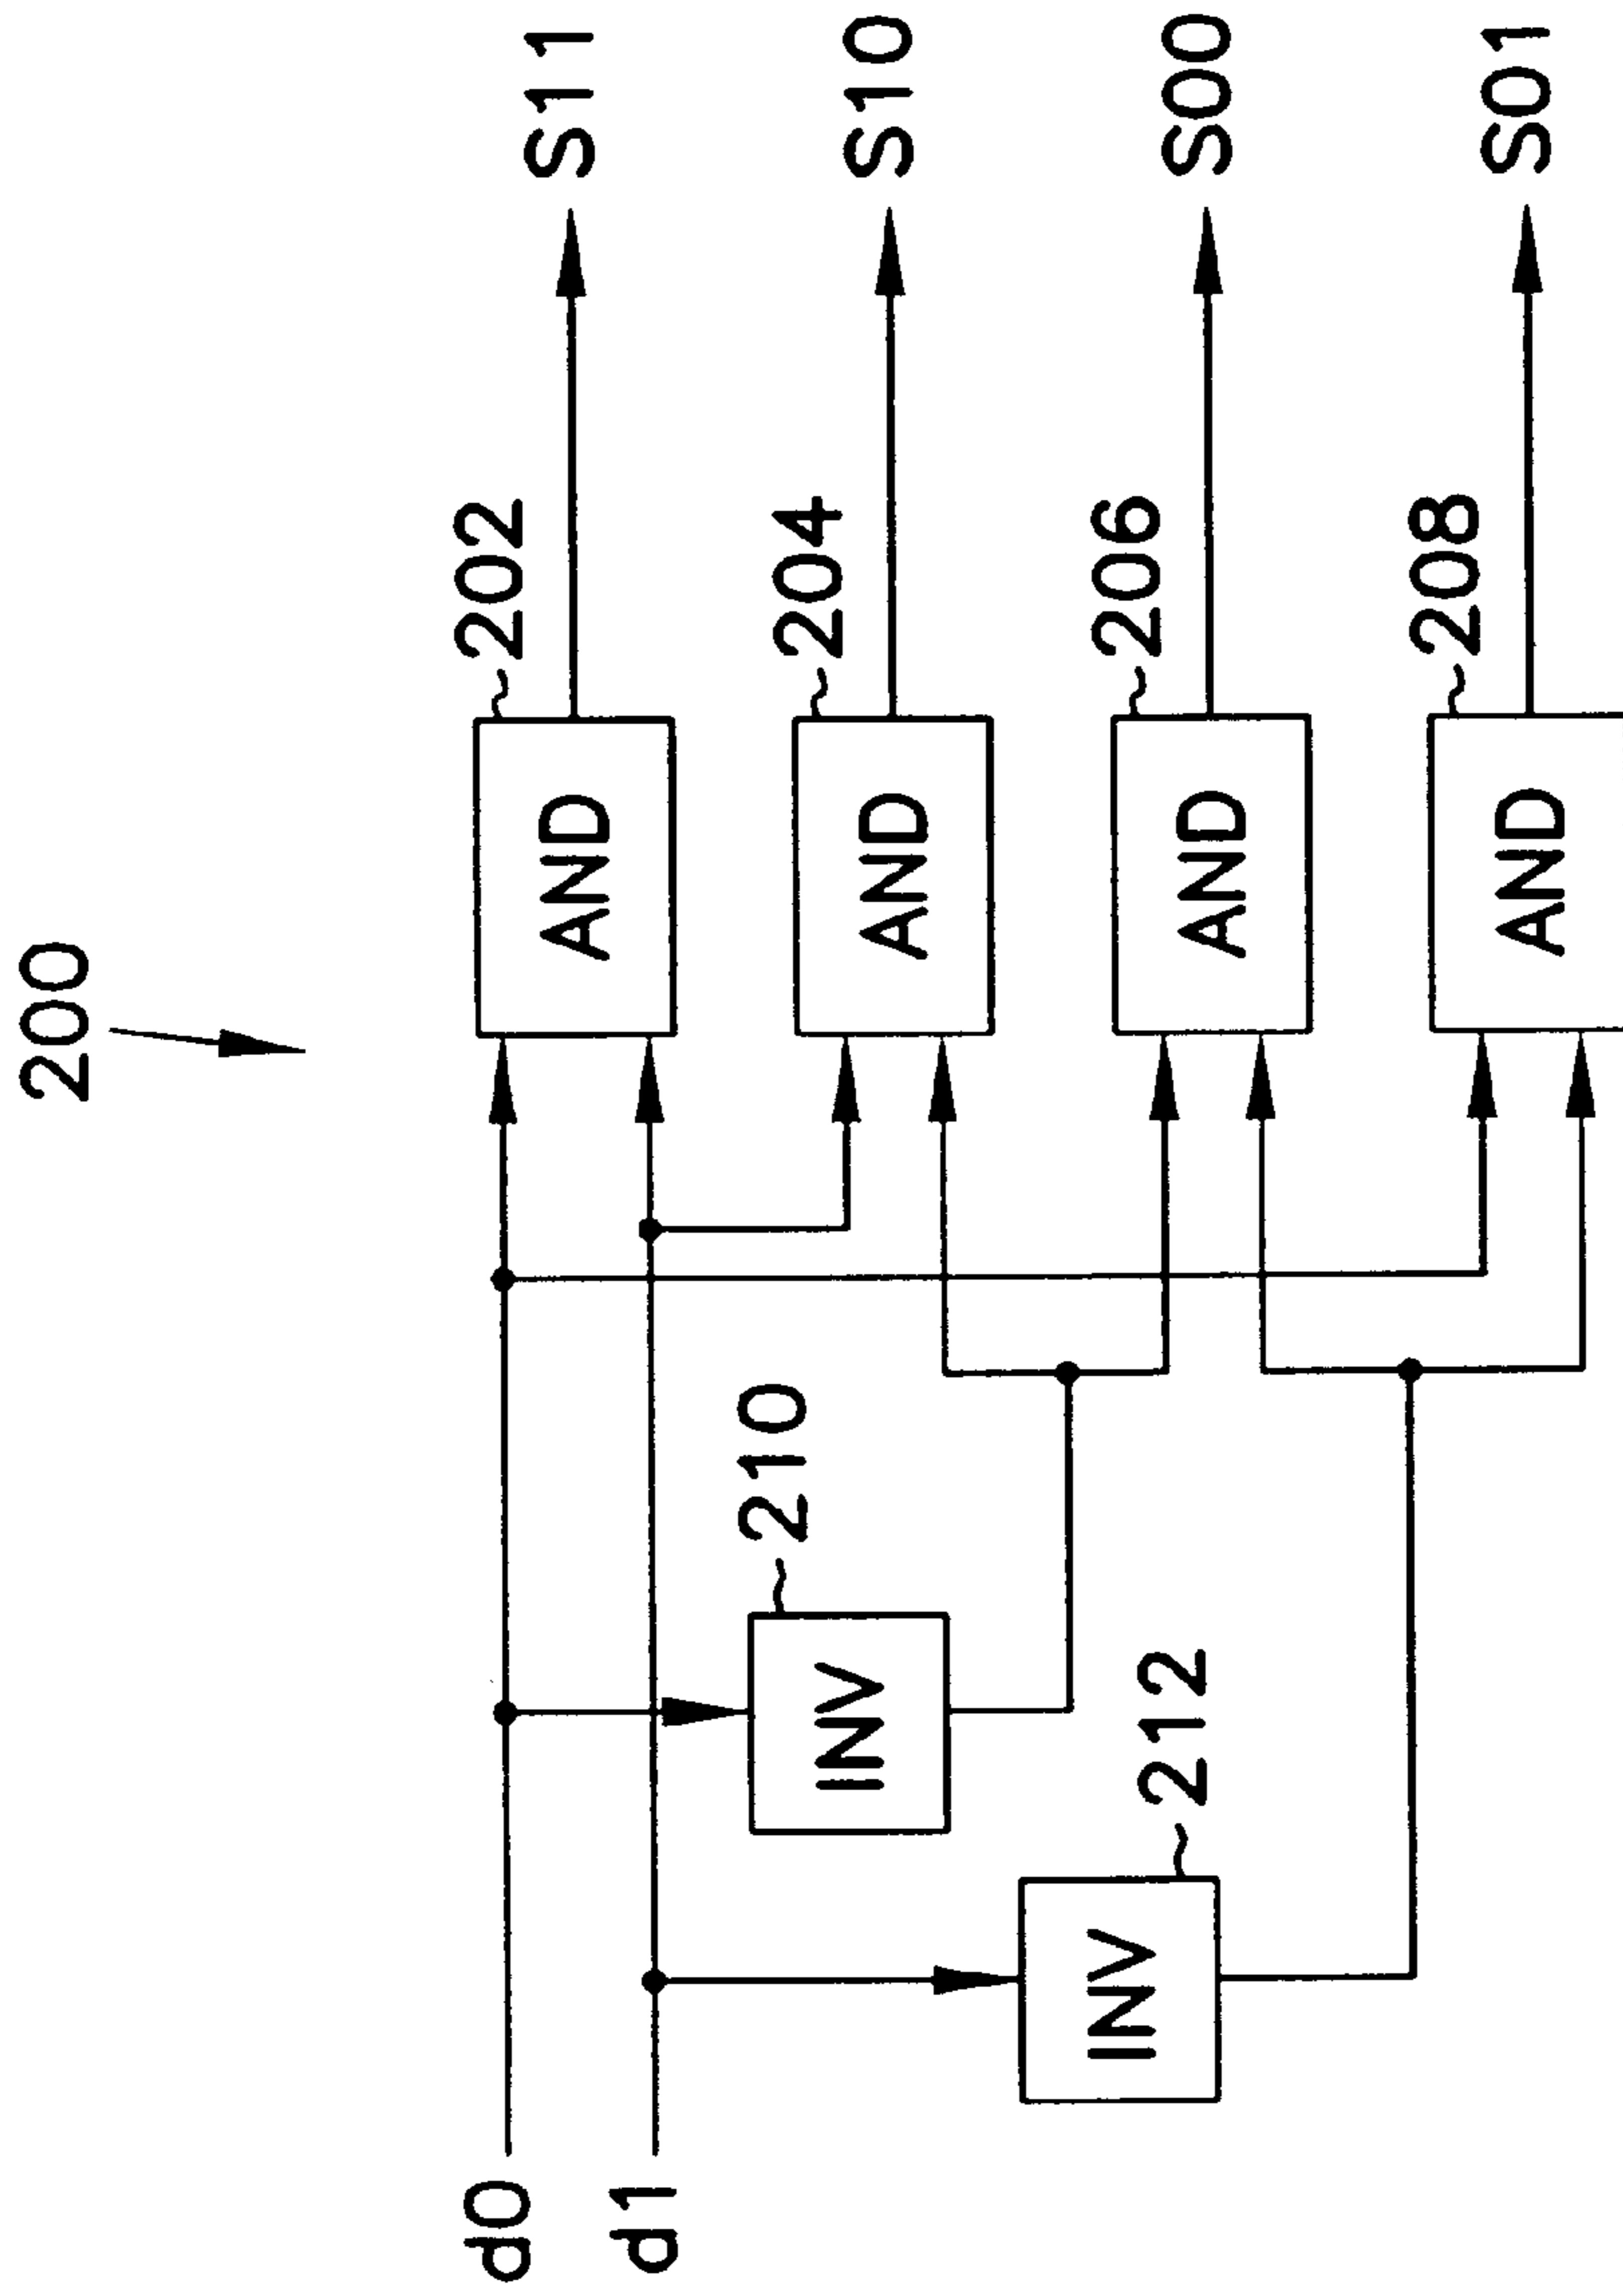 200
d0
d1
INV
210
INV
212
AND
202
S11
AND
204
S10
AND
206
S00
AND
208
S01